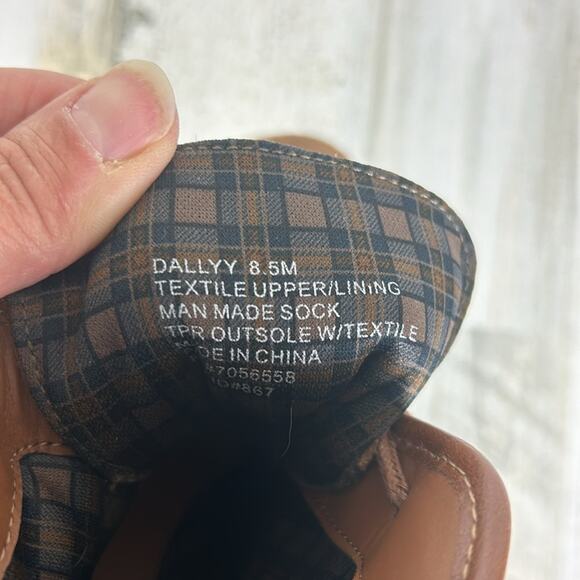 DALLYY 8.5M
TEXTILE UPPER/LINING
MAN MADE SOCK
TPR OUTSOLE W/TEXTILE
MADE IN CHINA
#7056558
#867